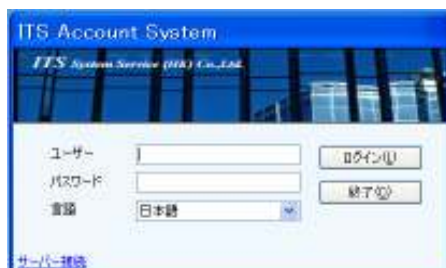 ITS Account System
ITS System Service (HK) Co.,Ltd.
ユーザー
ログイン(L)
パスワード
終了(C)
言語
日本語
サーバー接続